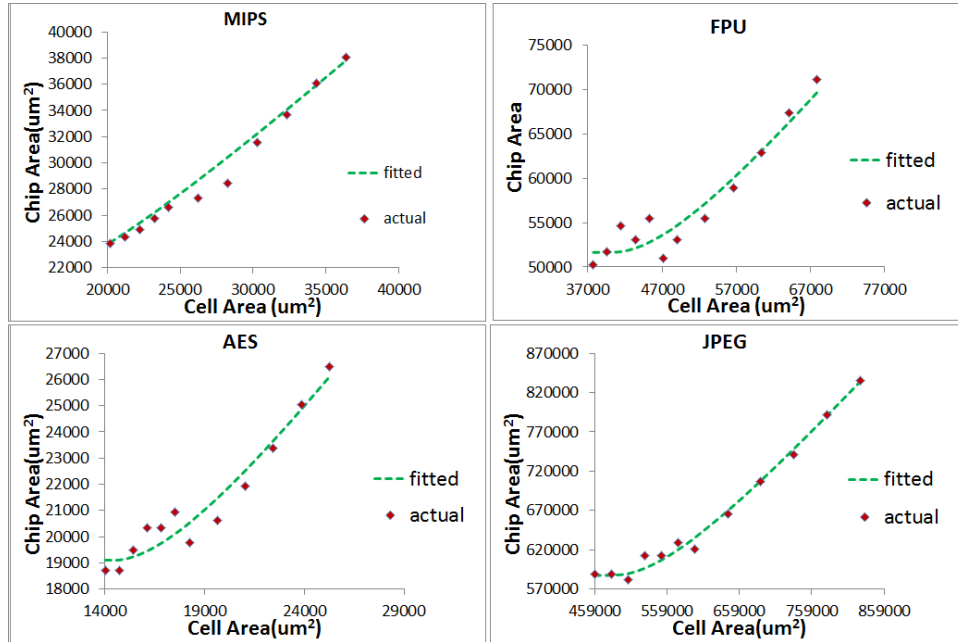 MIPS
Chip Area(um²)
40000
38000
36000
34000
32000
30000
28000
26000
24000
22000
20000 25000 30000 35000 40000
Cell Area (um²)
fitted
actual
FPU
Chip Area
75000
70000
65000
60000
55000
50000
37000 47000 57000 67000 77000
Cell Area (um²)
fitted
actual
AES
Chip Area(um²)
27000
26000
25000
24000
23000
22000
21000
20000
19000
18000
14000 19000 24000 29000
Cell Area(um²)
fitted
actual
JPEG
Chip Area(um²)
870000
820000
770000
720000
670000
620000
570000
459000 559000 659000 759000 859000
Cell Area(um²)
fitted
actual